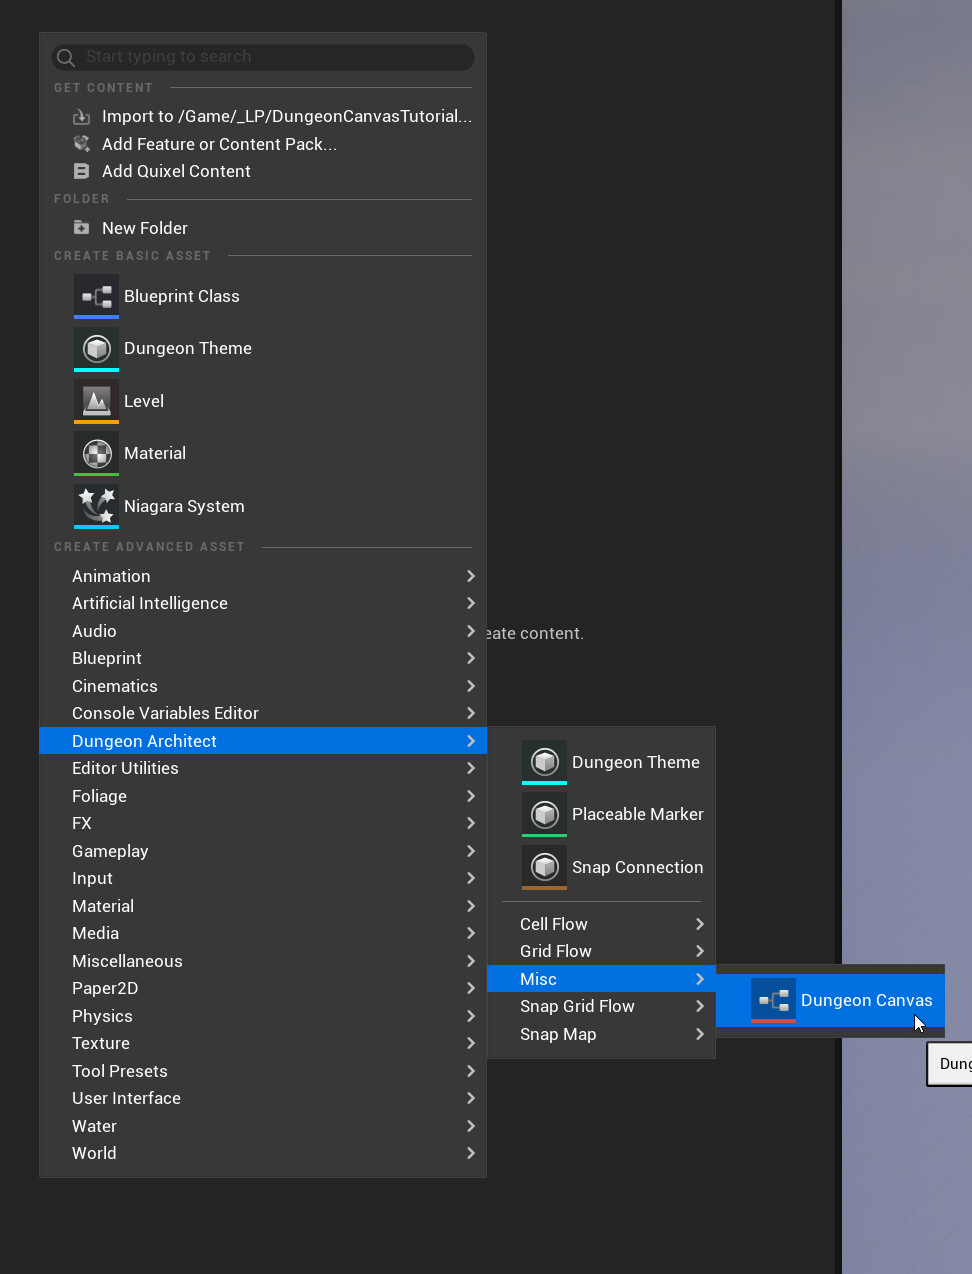 Start typing to search
GET CONTENT
Import to /Game/_LP/DungeonCanvasTutorial...
Add Feature or Content Pack...
Add Quixel Content
FOLDER
New Folder
CREATE BASIC ASSET
Blueprint Class
Dungeon Theme
Level
Material
Niagara System
CREATE ADVANCED ASSET
Animation
Artificial Intelligence
Audio
Blueprint
Cinematics
Console Variables Editor
Dungeon Architect
Editor Utilities
Foliage
FX
Gameplay
Input
Material
Media
Miscellaneous
Paper2D
Physics
Texture
Tool Presets
User Interface
Water
World
eate content.
Dungeon Theme
Placeable Marker
Snap Connection
Cell Flow
Grid Flow
Misc
Snap Grid Flow
Snap Map
Dungeon Canvas
Dung